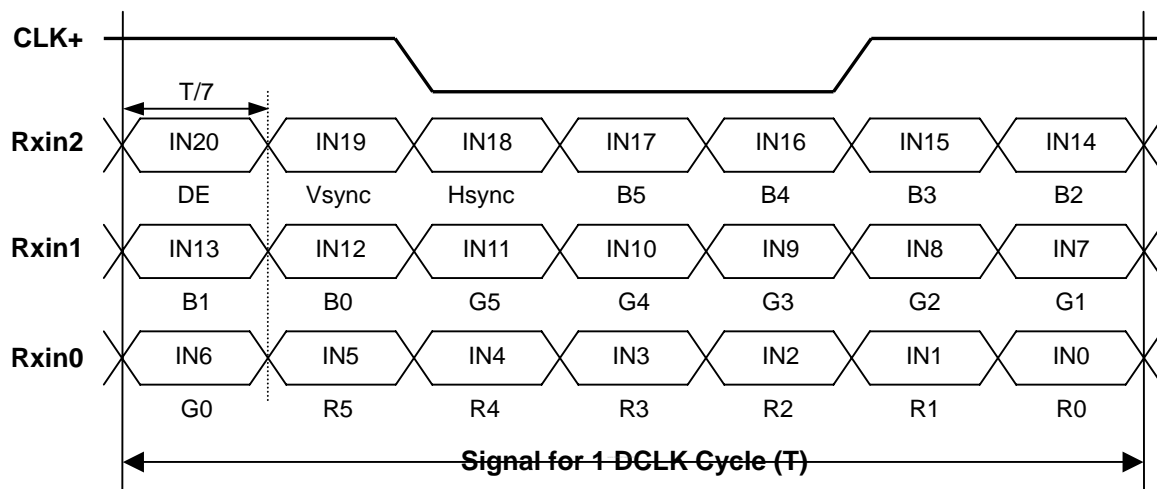 CLK+
T/7
Rxin2 IN20 IN19 IN18 IN17 IN16 IN15 IN14
DE Vsync Hsync B5 B4 B3 B2
Rxin1 IN13 IN12 IN11 IN10 IN9 IN8 IN7
B1 B0 G5 G4 G3 G2 G1
Rxin0 IN6 IN5 IN4 IN3 IN2 IN1 IN0
G0 R5 R4 R3 R2 R1 R0
Signal for 1 DCLK Cycle (T)